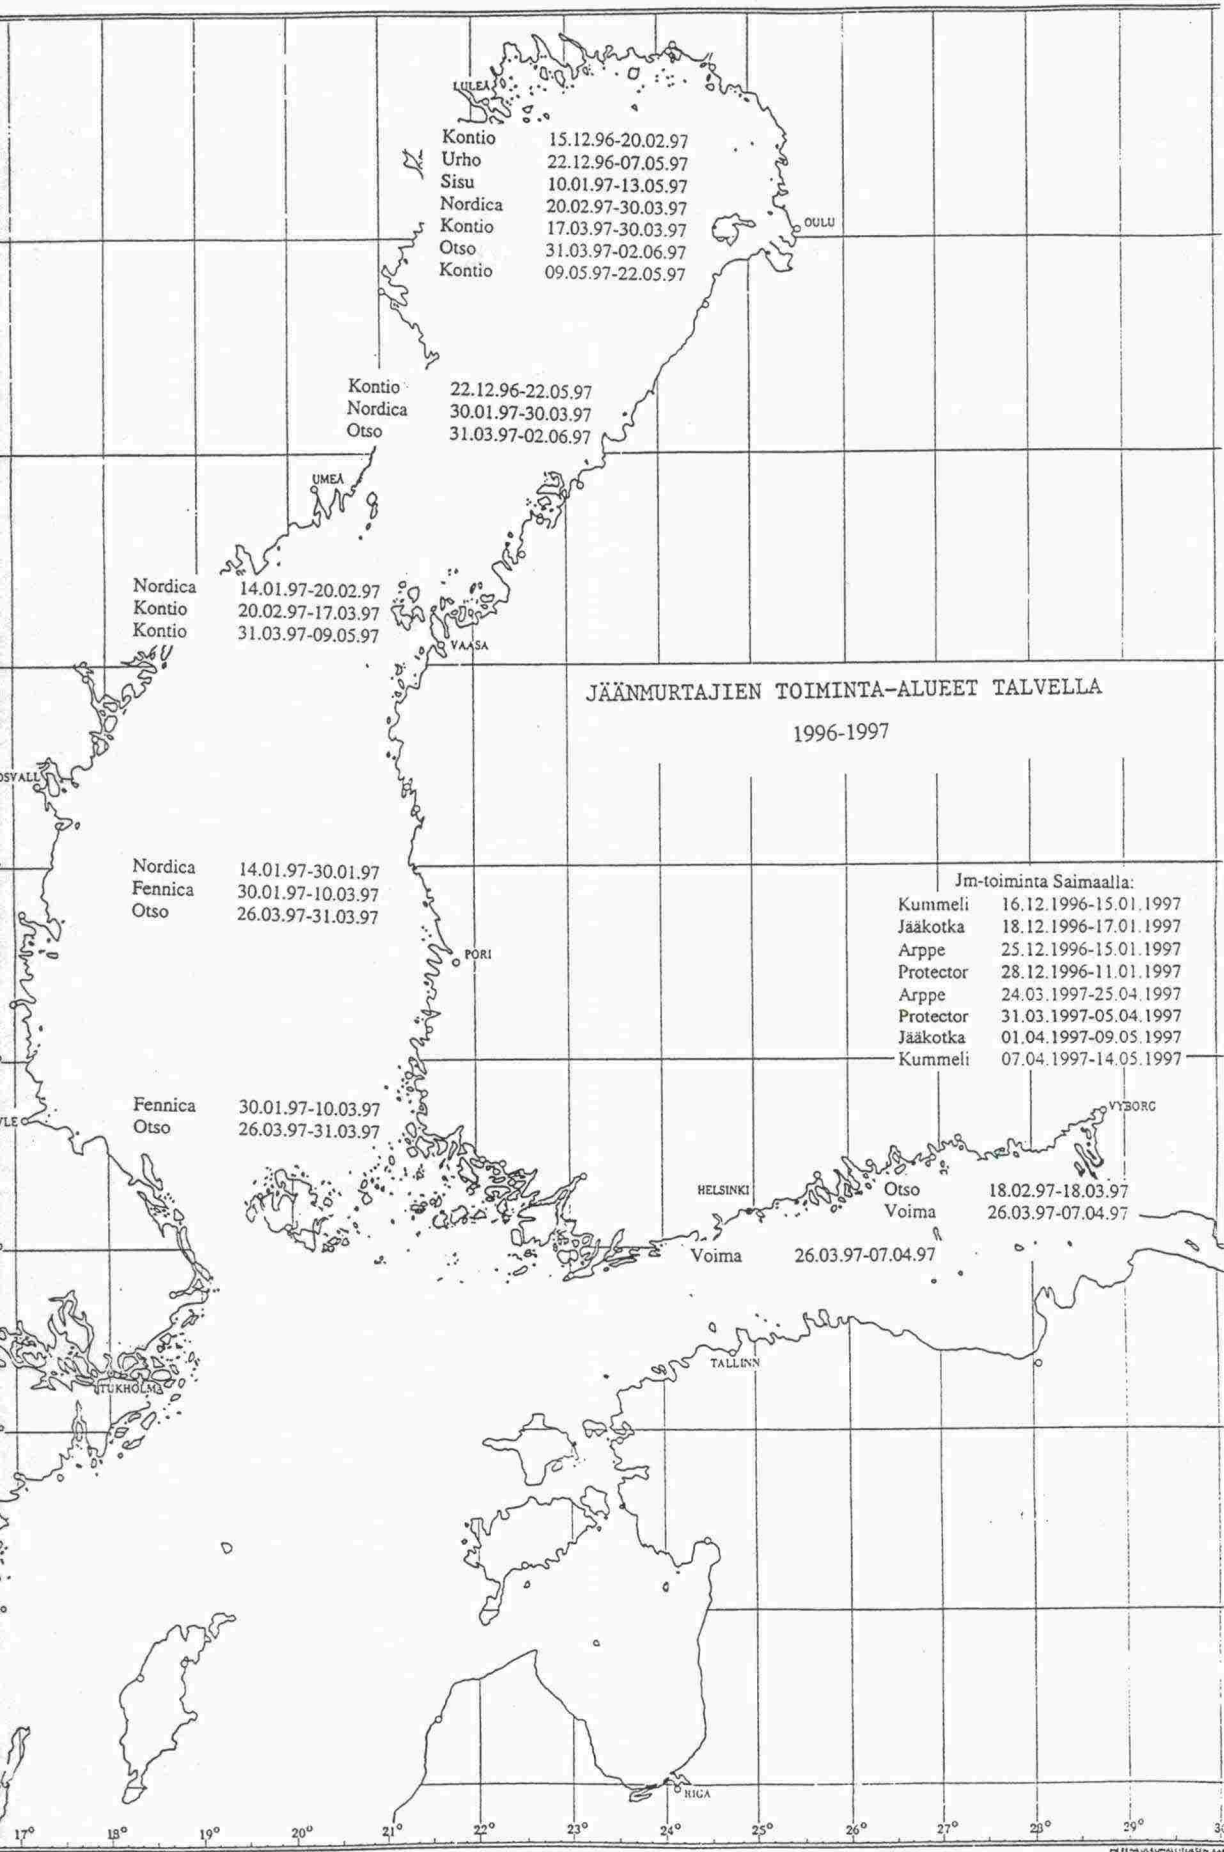 LULEÅ
Kontio 15.12.96-20.02.97
Urho 22.12.96-07.05.97
Sisu 10.01.97-13.05.97
Nordica 20.02.97-30.03.97
Kontio 17.03.97-30.03.97
Otso 31.03.97-02.06.97
Kontio 09.05.97-22.05.97
OULU
Kontio 22.12.96-22.05.97
Nordica 30.01.97-30.03.97
Otso 31.03.97-02.06.97
UMEÅ
Nordica 14.01.97-20.02.97
Kontio 20.02.97-17.03.97
Kontio 31.03.97-09.05.97
VAASA
JÄÄNMURTAJIEN TOIMINTA-ALUEET TALVELLA
1996-1997
OSVALL
Nordica 14.01.97-30.01.97
Fennica 30.01.97-10.03.97
Otso 26.03.97-31.03.97
PORI
Jm-toiminta Saimaalla:
Kummeli 16.12.1996-15.01.1997
Jääkotka 18.12.1996-17.01.1997
Arppe 25.12.1996-15.01.1997
Protector 28.12.1996-11.01.1997
Arppe 24.03.1997-25.04.1997
Protector 31.03.1997-05.04.1997
Jääkotka 01.04.1997-09.05.1997
Kummeli 07.04.1997-14.05.1997
VLE
Fennica 30.01.97-10.03.97
Otso 26.03.97-31.03.97
VYBORG
HELSINKI
Otso 18.02.97-18.03.97
Voima 26.03.97-07.04.97
Voima 26.03.97-07.04.97
TALLINN
TUKHOLMA
RIGA
17° 18° 19° 20° 21° 22° 23° 24° 25° 26° 27° 28° 29° 30